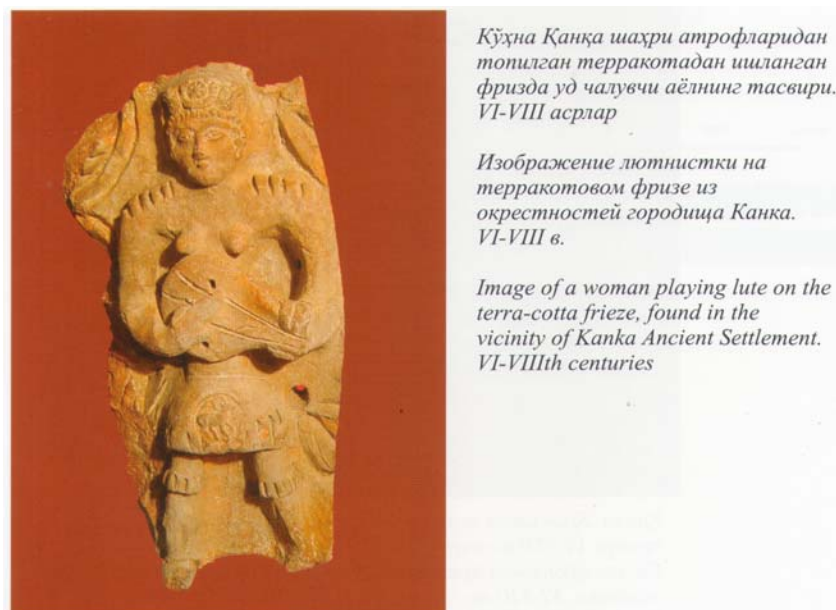 Кўҳна Қанқа шаҳри атрофларидан
топилган терракотадан ишланган
фризда уд чалувчи аёлнинг тасвири.
VI-VIII асрлар
Изображение лютнистки на
терракотовом фризе из
окрестностей городища Канка.
VI-VIII в.
Image of a woman playing lute on the
terra-cotta frieze, found in the
vicinity of Kanka Ancient Settlement.
VI-VIIIth centuries